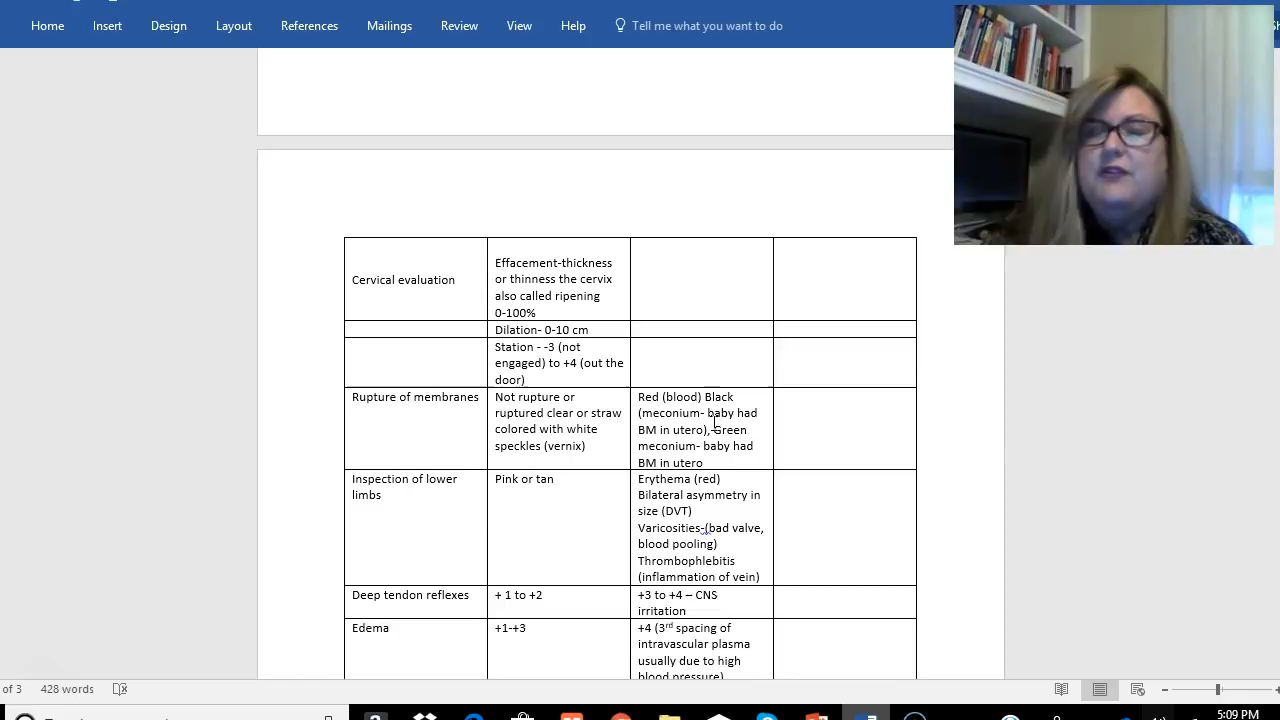 Home Insert Design Layout References Mailings Review View Help Tell me what you want to do
Cervical evaluation
Effacement-thickness
or thinness the cervix
also called ripening
0-100%
Dilation- 0-10 cm
Station - -3 (not
engaged) to +4 (out the
door)
Rupture of membranes
Not rupture or
ruptured clear or straw
colored with white
speckles (vernix)
Red (blood) Black
(meconium- baby had
BM in utero), Green
meconium- baby had
BM in utero
Inspection of lower
limbs
Pink or tan
Erythema (red)
Bilateral asymmetry in
size (DVT)
Varicosities-(bad valve,
blood pooling)
Thrombophlebitis
(inflammation of vein)
Deep tendon reflexes
+ 1 to +2
+3 to +4 – CNS
irritation
Edema
+1-+3
+4 (3rd spacing of
intravascular plasma
usually due to high
blood pressure)
of 3 428 words
5:09 PM